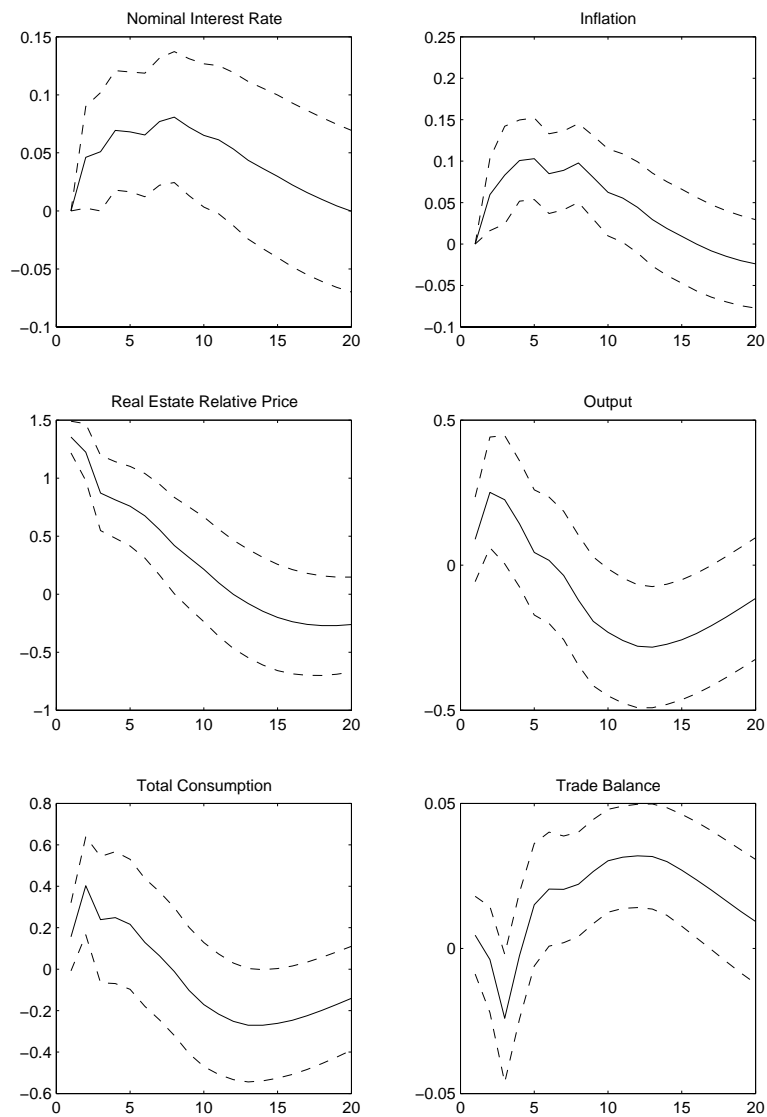 Nominal Interest Rate
0.15
0.1
0.05
0
−0.05
−0.1
0 5 10 15 20
Inflation
0.25
0.2
0.15
0.1
0.05
0
−0.05
−0.1
0 5 10 15 20
Real Estate Relative Price
1.5
1
0.5
0
−0.5
−1
0 5 10 15 20
Output
0.5
0
−0.5
0 5 10 15 20
Total Consumption
0.8
0.6
0.4
0.2
0
−0.2
−0.4
−0.6
0 5 10 15 20
Trade Balance
0.05
0
−0.05
0 5 10 15 20